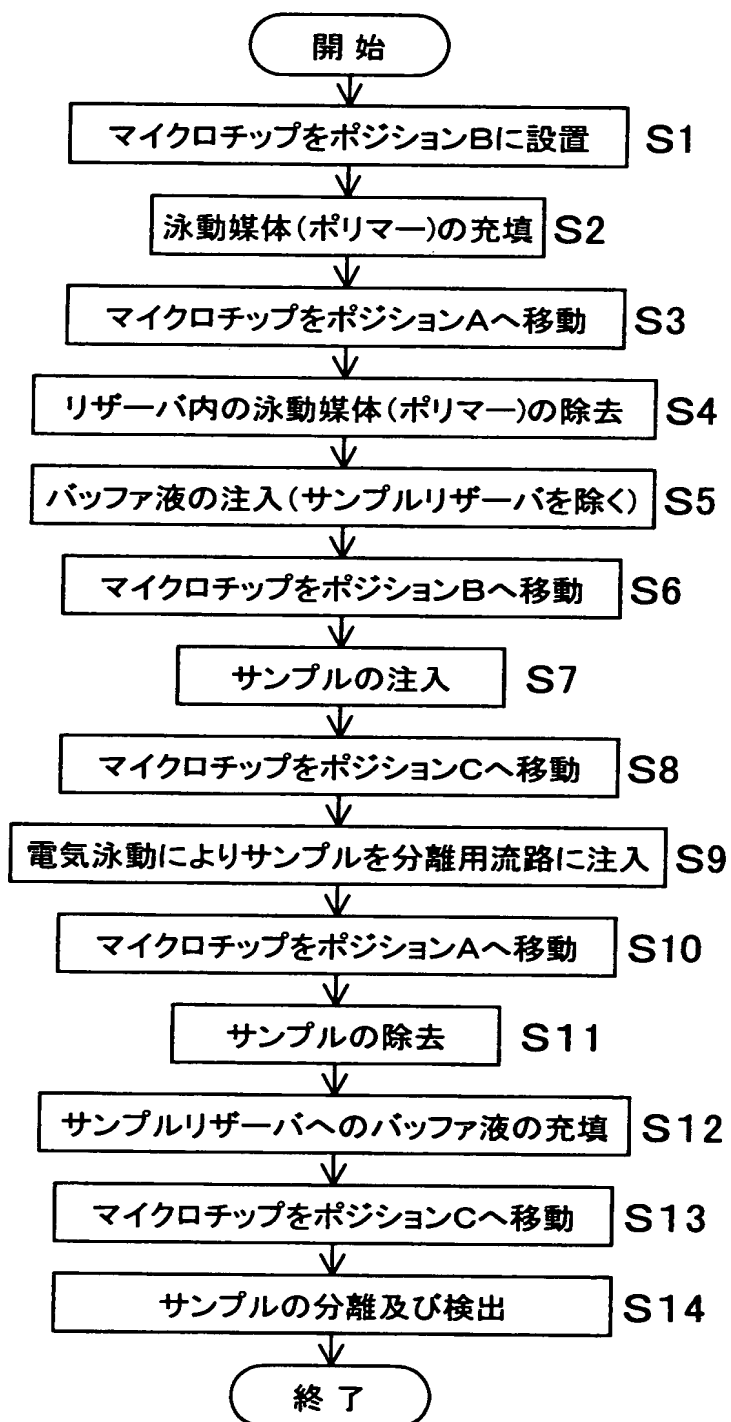 開始
マイクロチップをポジションBに設置 S1
泳動媒体(ポリマー)の充填 S2
マイクロチップをポジションAへ移動 S3
リザーバ内の泳動媒体(ポリマー)の除去 S4
バッファ液の注入(サンプルリザーバを除く) S5
マイクロチップをポジションBへ移動 S6
サンプルの注入 S7
マイクロチップをポジションCへ移動 S8
電気泳動によりサンプルを分離用流路に注入 S9
マイクロチップをポジションAへ移動 S10
サンプルの除去 S11
サンプルリザーバへのバッファ液の充填 S12
マイクロチップをポジションCへ移動 S13
サンプルの分離及び検出 S14
終了